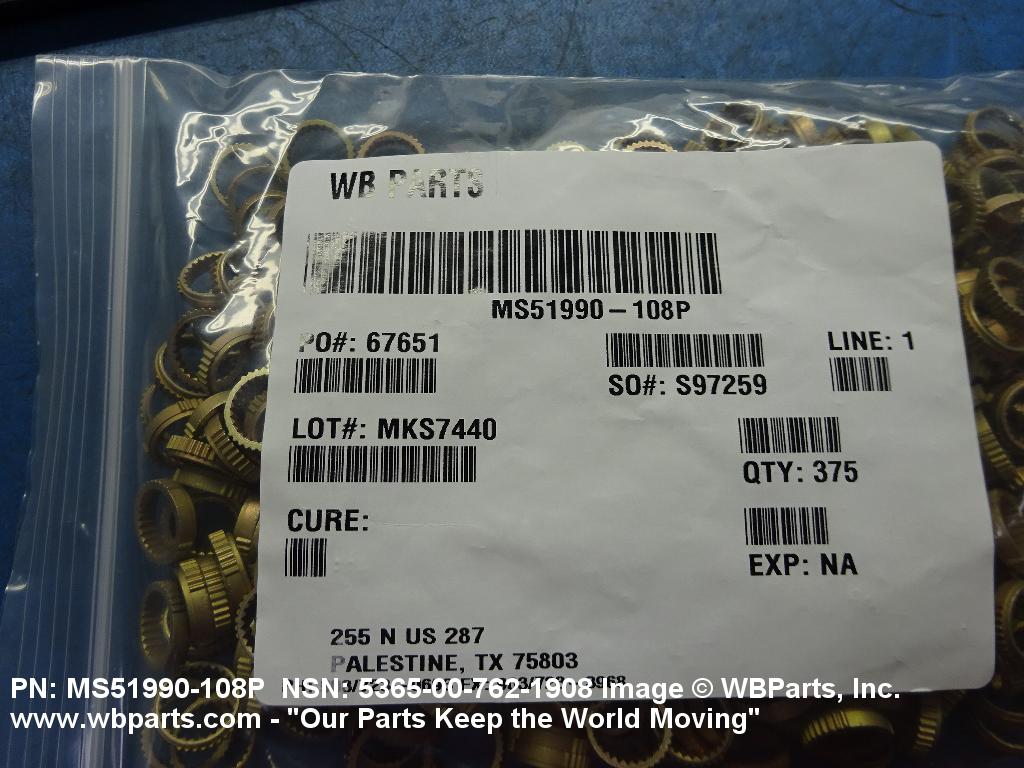 WB PARTS
MS51990-108P
PO#: 67651
SO#: S97259
LINE: 1
LOT#: MKS7440
QTY: 375
CURE:
EXP: NA
255 N US 287
PALESTINE, TX 75803
PN: MS51990-108P NSN: 5365-00-762-1908 Image © WBParts, Inc.
www.wbparts.com - "Our Parts Keep the World Moving"